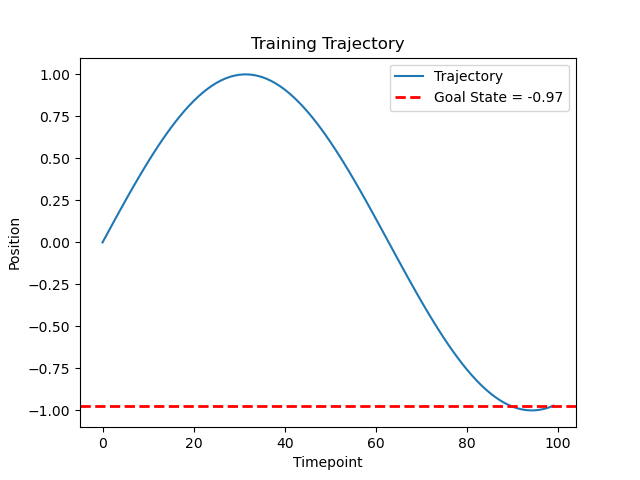 Training Trajectory
Trajectory
Goal State = -0.97
1.00
0.75
0.50
0.25
0.00
−0.25
−0.50
−0.75
−1.00
Position
0 20 40 60 80 100
Timepoint